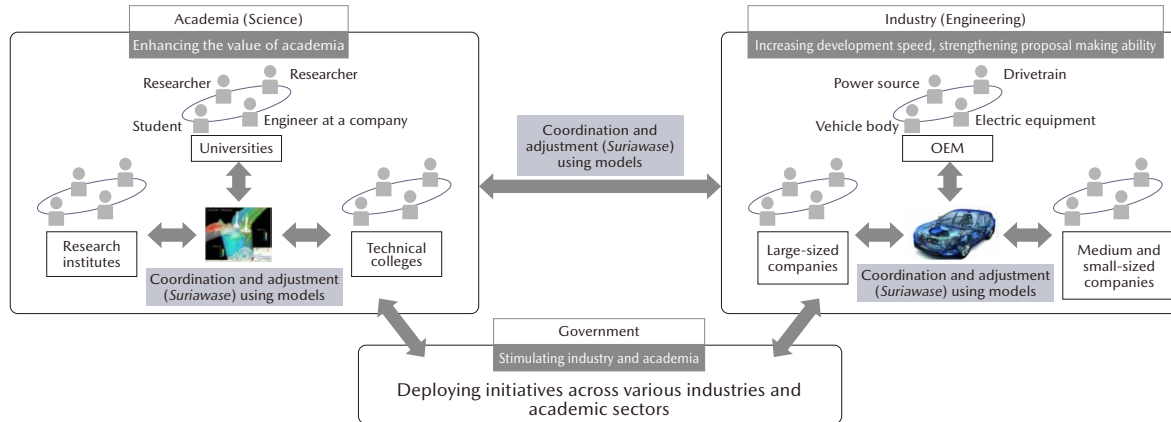 Academia (Science)
Enhancing the value of academia
Researcher
Researcher
Student
Engineer at a company
Universities
Research
institutes
Technical
colleges
Coordination and adjustment
(Suriawase) using models
Coordination and
adjustment (Suriawase)
using models
Industry (Engineering)
Increasing development speed, strengthening proposal making ability
Power source
Drivetrain
Vehicle body
Electric equipment
OEM
Large-sized
companies
Medium and
small-sized
companies
Coordination and adjustment
(Suriawase) using models
Government
Stimulating industry and academia
Deploying initiatives across various industries and
academic sectors